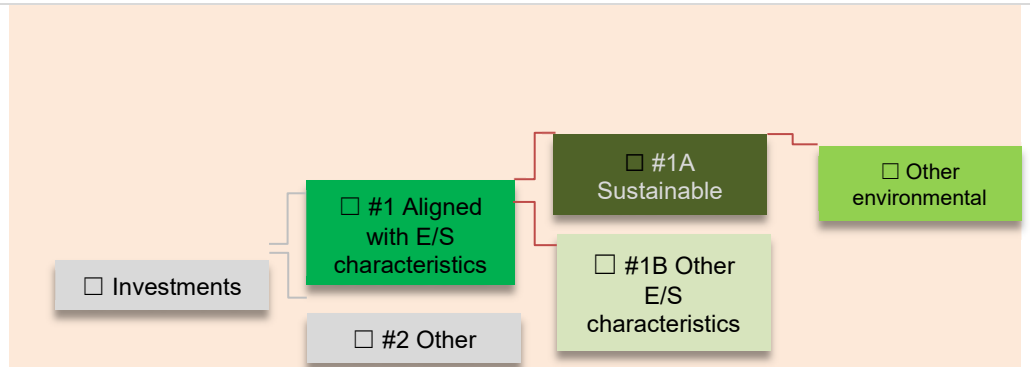 ☐ Investments
☐ #1 Aligned
with E/S
characteristics
☐ #2 Other
☐ #1A
Sustainable
☐ #1B Other
E/S
characteristics
☐ Other
environmental